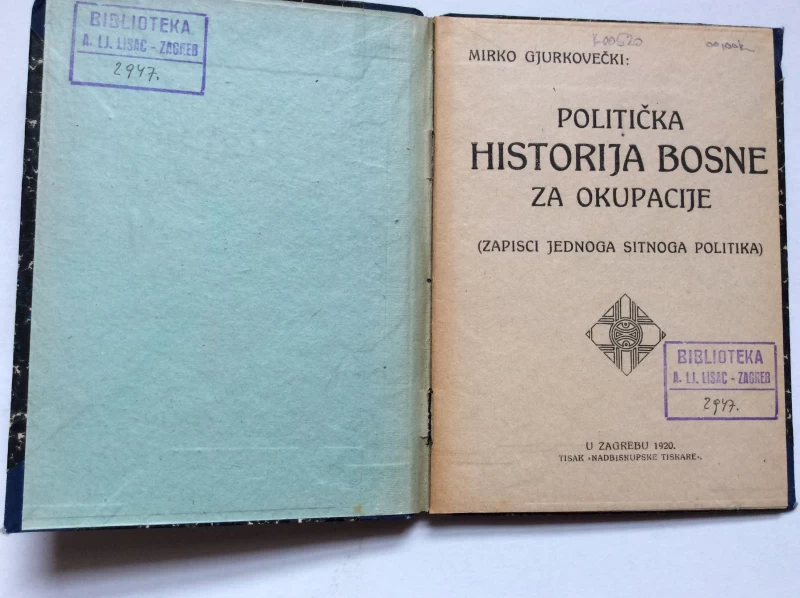 BIBLIOTEKA
A. LJ. LISAC - ZAGREB
2947.
MIRKO GJURKOVEČKI:
POLITIČKA
HISTORIJA BOSNE
ZA OKUPACIJE
(ZAPISCI JEDNOGA SITNOGA POLITIKA)
BIBLIOTEKA
A. LJ. LISAC - ZAGREB
2947.
U ZAGREBU 1920.
TISAK »NADBISKUPSKE TISKARE«.